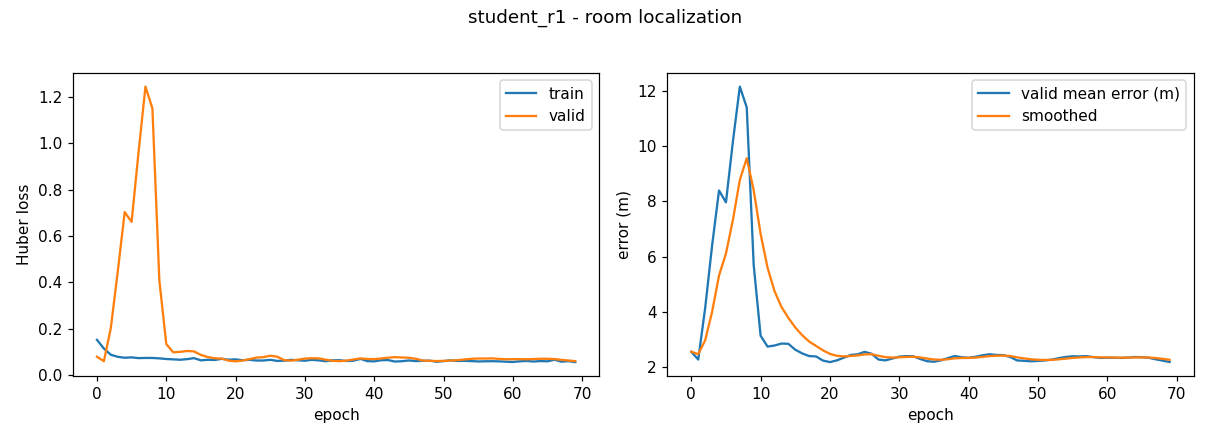 student_r1 - room localization
Huber loss
1.2
1.0
0.8
0.6
0.4
0.2
0.0
train
valid
0 10 20 30 40 50 60 70
epoch
error (m)
12
10
8
6
4
2
valid mean error (m)
smoothed
0 10 20 30 40 50 60 70
epoch